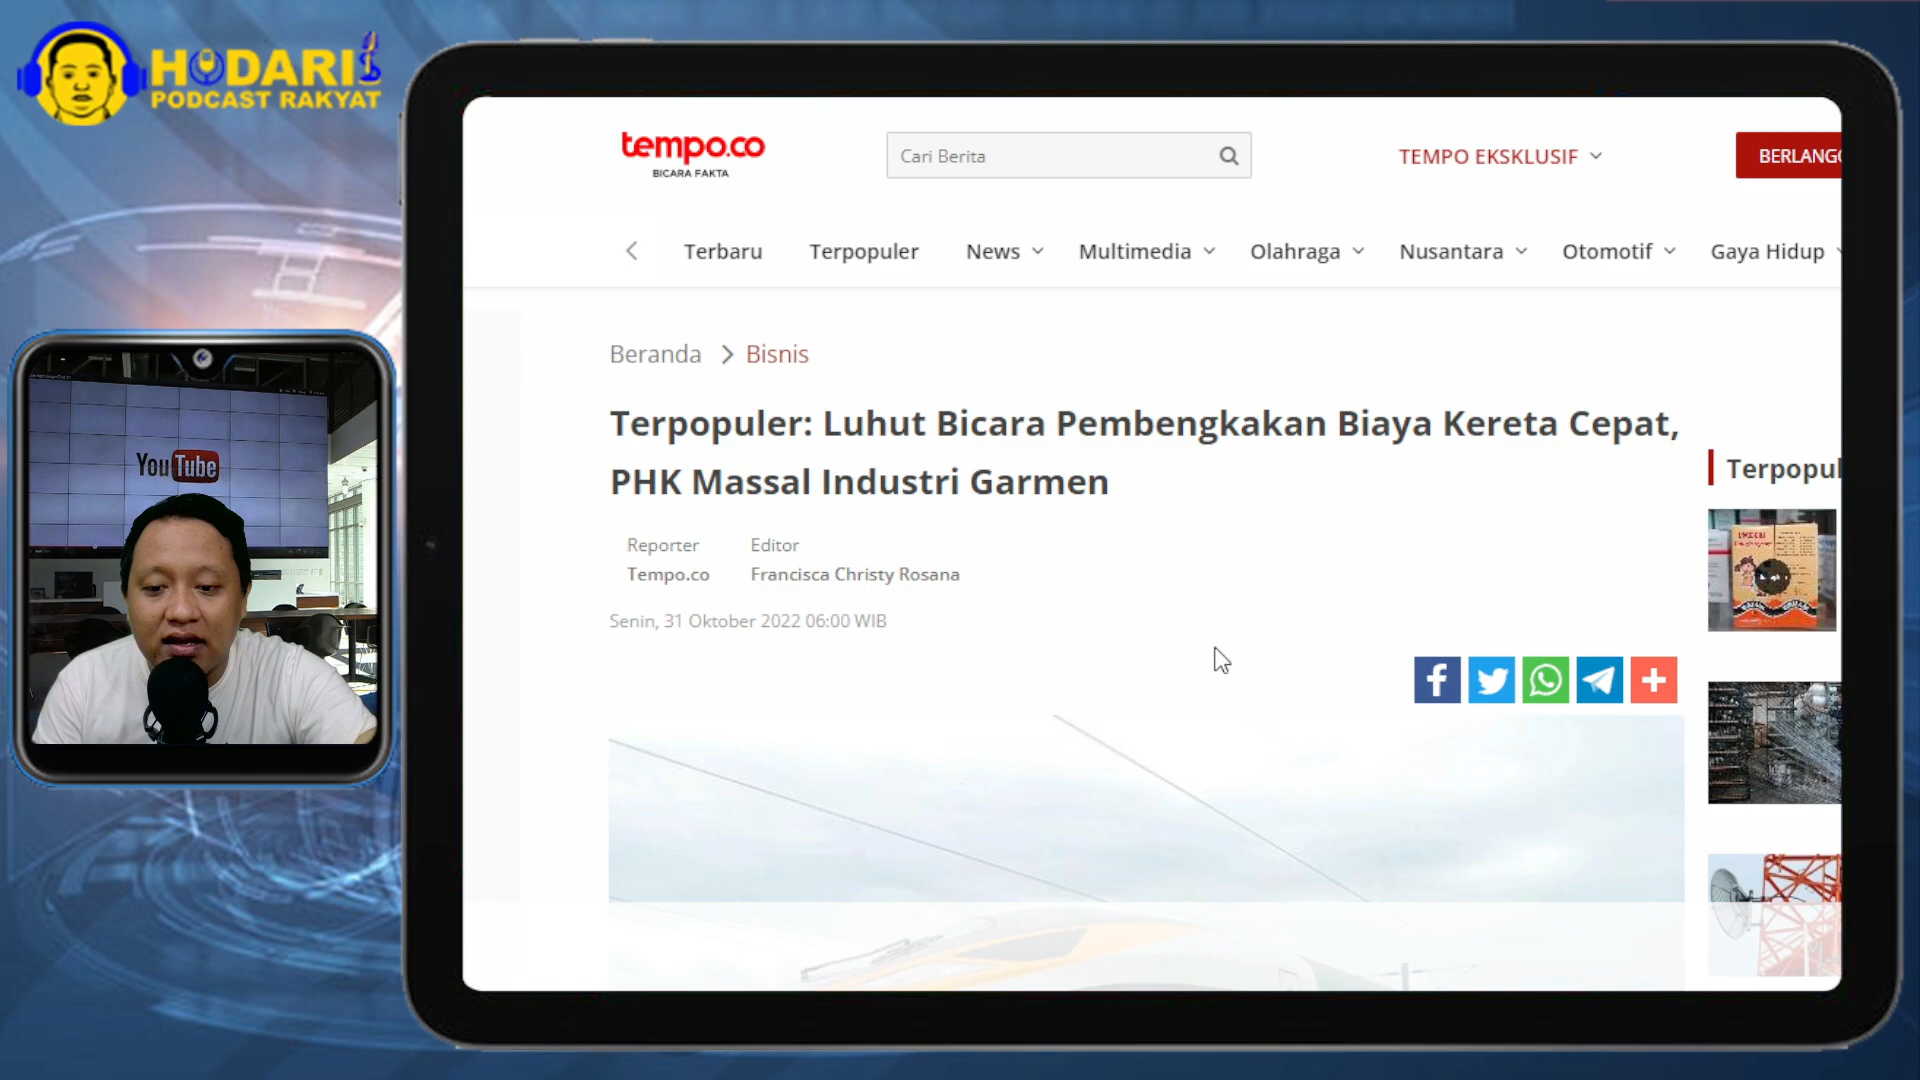 HODARI
PODCAST RAKYAT
tempo.co
BICARA FAKTA
Cari Berita
TEMPO EKSKLUSIF
BERLANGG
Terbaru
Terpopuler
News
Multimedia
Olahraga
Nusantara
Otomotif
Gaya Hidup
Beranda > Bisnis
Terpopuler: Luhut Bicara Pembengkakan Biaya Kereta Cepat,
PHK Massal Industri Garmen
Reporter
Editor
Tempo.co
Francisca Christy Rosana
Senin, 31 Oktober 2022 06:00 WIB
Terpopul
YouTube